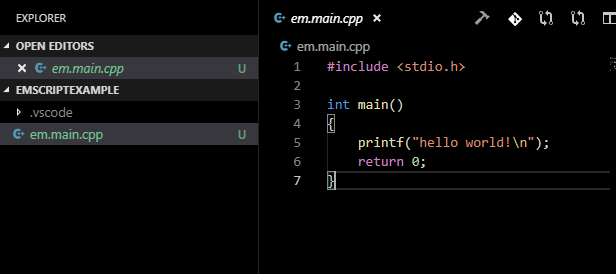 EXPLORER
OPEN EDITORS
em.main.cpp U
EMSCRIPTEXAMPLE
.vscode
em.main.cpp U
em.main.cpp
em.main.cpp
1 #include <stdio.h>
2
3 int main()
4 {
5 printf("hello world!\n");
6 return 0;
7 }